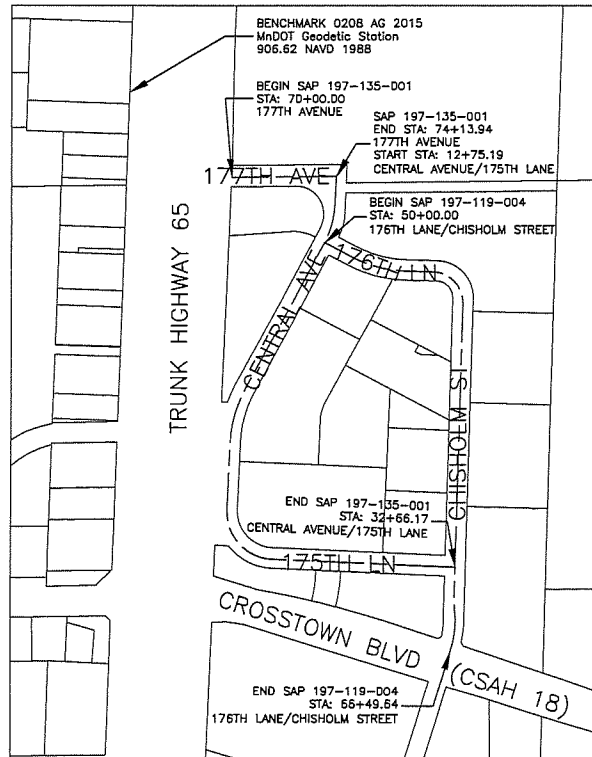 BENCHMARK 0208 AG 2015
MnDOT Geodetic Station
906.62 NAVD 1988
BEGIN SAP 197-135-001
STA: 70+00.00
177TH AVENUE
SAP 197-135-001
END STA: 74+13.94
177TH AVENUE
START STA: 12+75.19
CENTRAL AVENUE/175TH LANE
177TH AVE
BEGIN SAP 197-119-004
STA: 50+00.00
176TH LANE/CHISHOLM STREET
TRUNK HIGHWAY 65
176TH LN
CENTRAL AVE
CHISHOLM ST
END SAP 197-135-001
STA: 32+66.17
CENTRAL AVENUE/175TH LANE
175TH LN
CROSSTOWN BLVD
(CSAH 18)
END SAP 197-119-004
STA: 66+49.64
176TH LANE/CHISHOLM STREET